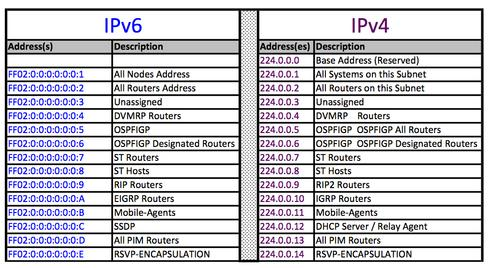 IPv6 IPv4
Address(s) Description Address(es) Description
224.0.0.0 Base Address (Reserved)
FF02:0:0:0:0:0:0:1 All Nodes Address 224.0.0.1 All Systems on this Subnet
FF02:0:0:0:0:0:0:2 All Routers Address 224.0.0.2 All Routers on this Subnet
FF02:0:0:0:0:0:0:3 Unassigned 224.0.0.3 Unassigned
FF02:0:0:0:0:0:0:4 DVMRP Routers 224.0.0.4 DVMRP Routers
FF02:0:0:0:0:0:0:5 OSPFIGP 224.0.0.5 OSPFIGP OSPFIGP All Routers
FF02:0:0:0:0:0:0:6 OSPFIGP Designated Routers 224.0.0.6 OSPFIGP OSPFIGP Designated Routers
FF02:0:0:0:0:0:0:7 ST Routers 224.0.0.7 ST Routers
FF02:0:0:0:0:0:0:8 ST Hosts 224.0.0.8 ST Hosts
FF02:0:0:0:0:0:0:9 RIP Routers 224.0.0.9 RIP2 Routers
FF02:0:0:0:0:0:0:A EIGRP Routers 224.0.0.10 IGRP Routers
FF02:0:0:0:0:0:0:B Mobile-Agents 224.0.0.11 Mobile-Agents
FF02:0:0:0:0:0:0:C SSDP 224.0.0.12 DHCP Server / Relay Agent
FF02:0:0:0:0:0:0:D All PIM Routers 224.0.0.13 All PIM Routers
FF02:0:0:0:0:0:0:E RSVP-ENCAPSULATION 224.0.0.14 RSVP-ENCAPSULATION